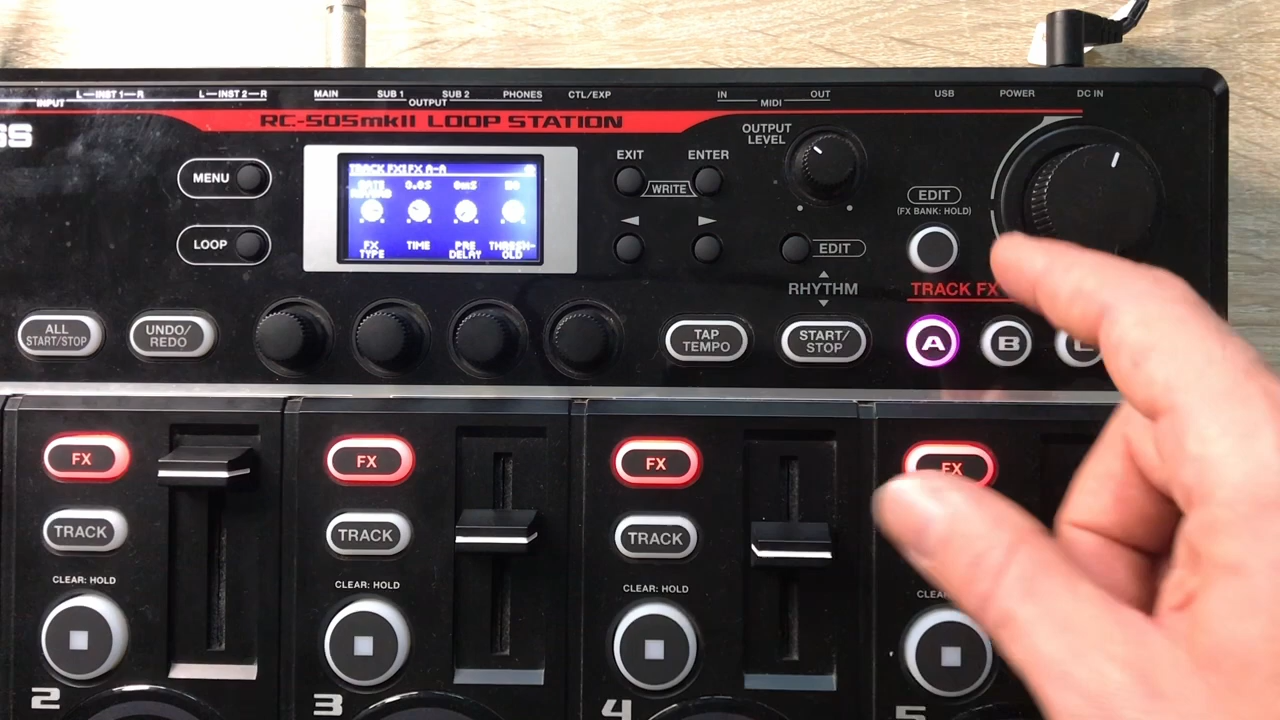 INPUT L—INST 1—R L—INST 2—R MAIN SUB 1 SUB 2 PHONES CTL/EXP IN MIDI OUT USB POWER DC IN
OUTPUT
SS
RC-505mkII LOOP STATION
MENU
LOOP
TRACK FX:FX A-A
0.0S 0mS
FX TYPE
TIME
PRE DELAY
THRESH-OLD
EXIT
ENTER
WRITE
OUTPUT LEVEL
EDIT
RHYTHM
EDIT
(FX BANK: HOLD)
TRACK FX
ALL START/STOP
UNDO/REDO
TAP TEMPO
START/STOP
A
B
FX
FX
FX
FX
TRACK
TRACK
TRACK
CLEAR: HOLD
CLEAR: HOLD
CLEAR: HOLD
2
3
4
5